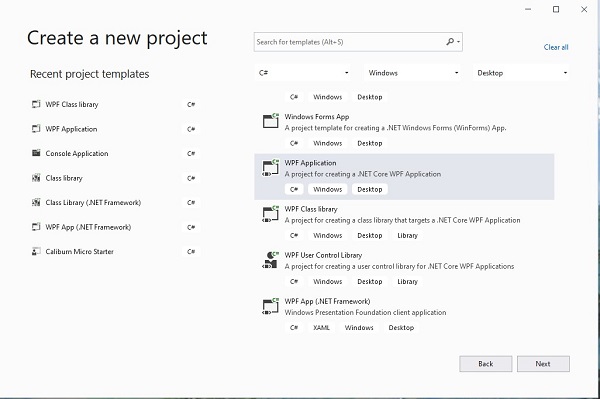 Create a new project
Search for templates (Alt+S)
Clear all
Recent project templates
C#
Windows
Desktop
WPF Class library C#
WPF Application C#
Console Application C#
Class library C#
Class Library (.NET Framework) C#
WPF App (.NET Framework) C#
Caliburn Micro Starter C#
C# Windows Desktop
Windows Forms App
A project template for creating a .NET Windows Forms (WinForms) App.
C# Windows Desktop
WPF Application
A project for creating a .NET Core WPF Application
C# Windows Desktop
WPF Class library
A project for creating a class library that targets a .NET Core WPF Application
C# Windows Desktop Library
WPF User Control Library
A project for creating a user control library for .NET Core WPF Applications
C# Windows Desktop Library
WPF App (.NET Framework)
Windows Presentation Foundation client application
C# XAML Windows Desktop
Back
Next